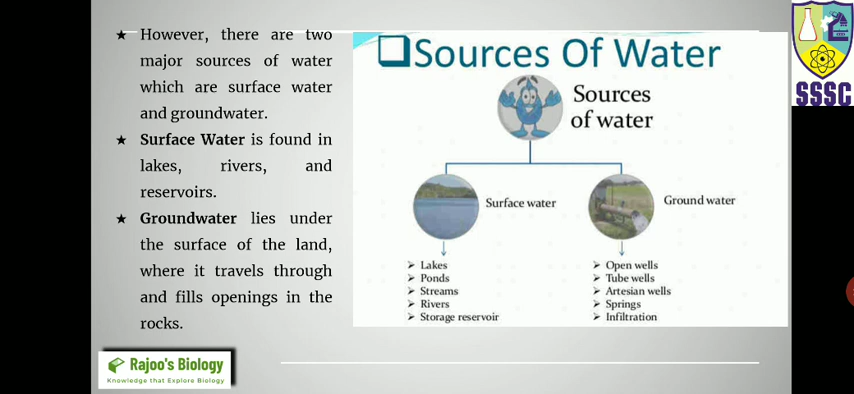 ★ However, there are two
major sources of water
which are surface water
and groundwater.
★ Surface Water is found in
lakes, rivers, and
reservoirs.
★ Groundwater lies under
the surface of the land,
where it travels through
and fills openings in the
rocks.
❑Sources Of Water
Sources
of water
Surface water
Ground water
➢ Lakes
➢ Ponds
➢ Streams
➢ Rivers
➢ Storage reservoir
➢ Open wells
➢ Tube wells
➢ Artesian wells
➢ Springs
➢ Infiltration
SSSC
Rajoo's Biology
Knowledge that Explore Biology